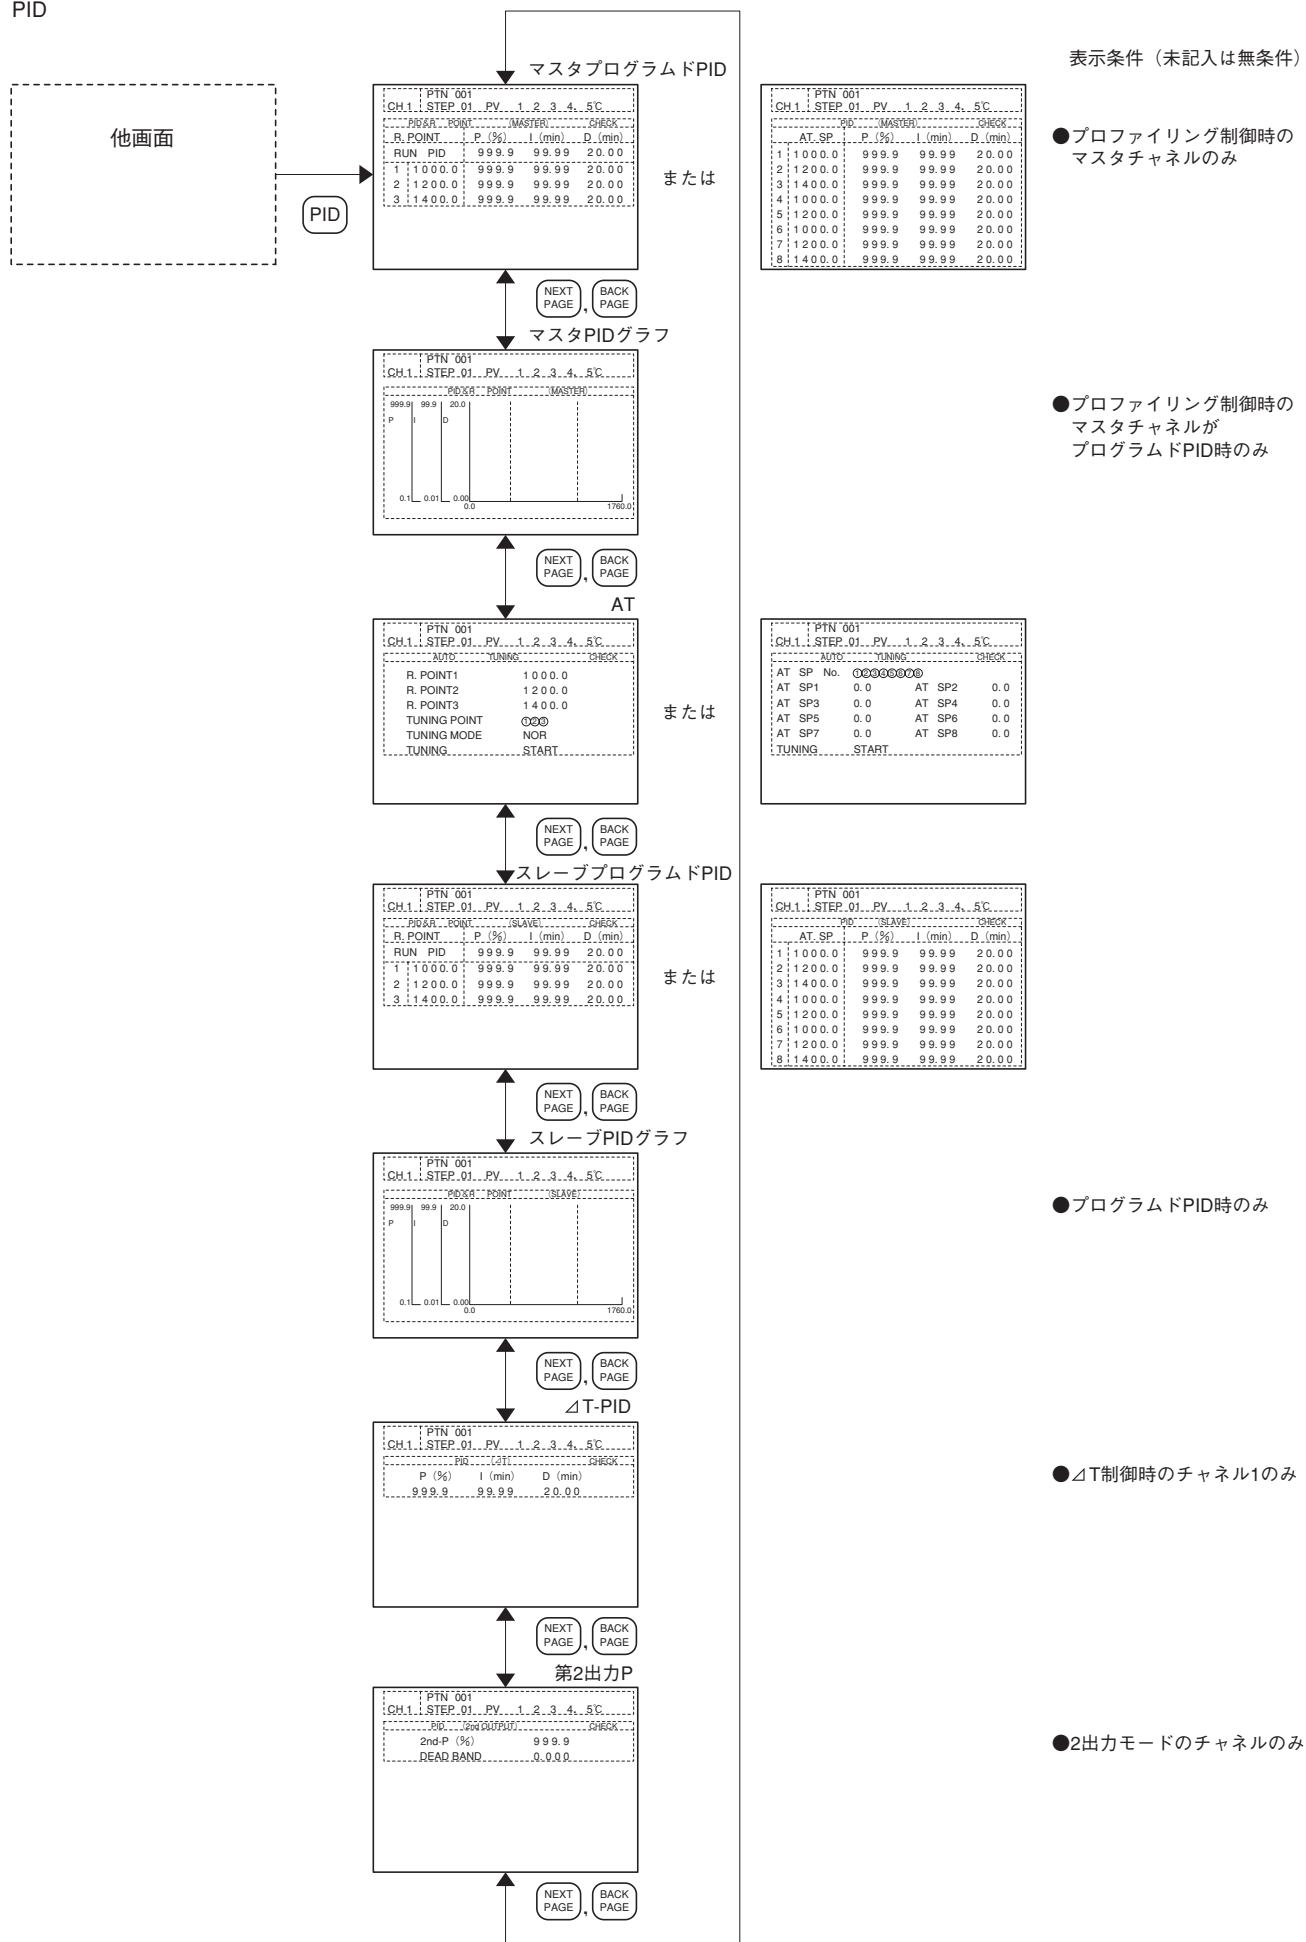 PID
表示条件（未記入は無条件）
マスタプログラムドPID
他画面
PID
PTN 001
CH.1 STEP 01 PV 1 2 3 4. 5℃
PID&R POINT (MASTER) CHECK
R. POINT P (%) I (min) D (min)
RUN PID 999.9 99.99 20.00
1 1000.0 999.9 99.99 20.00
2 1200.0 999.9 99.99 20.00
3 1400.0 999.9 99.99 20.00
または
PTN 001
CH.1 STEP 01 PV 1 2 3 4. 5℃
PID (MASTER) CHECK
AT. SP P (%) I (min) D (min)
1 1000.0 999.9 99.99 20.00
2 1200.0 999.9 99.99 20.00
3 1400.0 999.9 99.99 20.00
4 1000.0 999.9 99.99 20.00
5 1200.0 999.9 99.99 20.00
6 1000.0 999.9 99.99 20.00
7 1200.0 999.9 99.99 20.00
8 1400.0 999.9 99.99 20.00
●プロファイリング制御時の
マスタチャネルのみ
NEXT PAGE , BACK PAGE
マスタPIDグラフ
PTN 001
CH.1 STEP 01 PV 1 2 3 4. 5℃
PID&R POINT (MASTER)
999.9 99.9 20.0
P I D
0.1 0.01 0.00
0.0 1760.0
●プロファイリング制御時の
マスタチャネルが
プログラムドPID時のみ
NEXT PAGE , BACK PAGE
AT
PTN 001
CH.1 STEP 01 PV 1 2 3 4. 5℃
AUTO TUNING CHECK
R. POINT1 1000.0
R. POINT2 1200.0
R. POINT3 1400.0
TUNING POINT ①②③
TUNING MODE NOR
TUNING START
または
PTN 001
CH.1 STEP 01 PV 1 2 3 4. 5℃
AUTO TUNING CHECK
AT SP No. ①②③④⑤⑥⑦⑧
AT SP1 0.0 AT SP2 0.0
AT SP3 0.0 AT SP4 0.0
AT SP5 0.0 AT SP6 0.0
AT SP7 0.0 AT SP8 0.0
TUNING START
NEXT PAGE , BACK PAGE
スレーブプログラムドPID
PTN 001
CH.1 STEP 01 PV 1 2 3 4. 5℃
PID&R POINT (SLAVE) CHECK
R. POINT P (%) I (min) D (min)
RUN PID 999.9 99.99 20.00
1 1000.0 999.9 99.99 20.00
2 1200.0 999.9 99.99 20.00
3 1400.0 999.9 99.99 20.00
または
PTN 001
CH.1 STEP 01 PV 1 2 3 4. 5℃
PID (SLAVE) CHECK
AT. SP P (%) I (min) D (min)
1 1000.0 999.9 99.99 20.00
2 1200.0 999.9 99.99 20.00
3 1400.0 999.9 99.99 20.00
4 1000.0 999.9 99.99 20.00
5 1200.0 999.9 99.99 20.00
6 1000.0 999.9 99.99 20.00
7 1200.0 999.9 99.99 20.00
8 1400.0 999.9 99.99 20.00
NEXT PAGE , BACK PAGE
スレーブPIDグラフ
PTN 001
CH.1 STEP 01 PV 1 2 3 4. 5℃
PID&R POINT (SLAVE)
999.9 99.9 20.0
P I D
0.1 0.01 0.00
0.0 1760.0
●プログラムドPID時のみ
NEXT PAGE , BACK PAGE
⊿T-PID
PTN 001
CH.1 STEP 01 PV 1 2 3 4. 5℃
PID (⊿T) CHECK
P (%) I (min) D (min)
999.9 99.99 20.00
●⊿T制御時のチャネル1のみ
NEXT PAGE , BACK PAGE
第2出力P
PTN 001
CH.1 STEP 01 PV 1 2 3 4. 5℃
PID (2nd OUTPUT) CHECK
2nd-P (%) 999.9
DEAD BAND 0.000
●2出力モードのチャネルのみ
NEXT PAGE , BACK PAGE